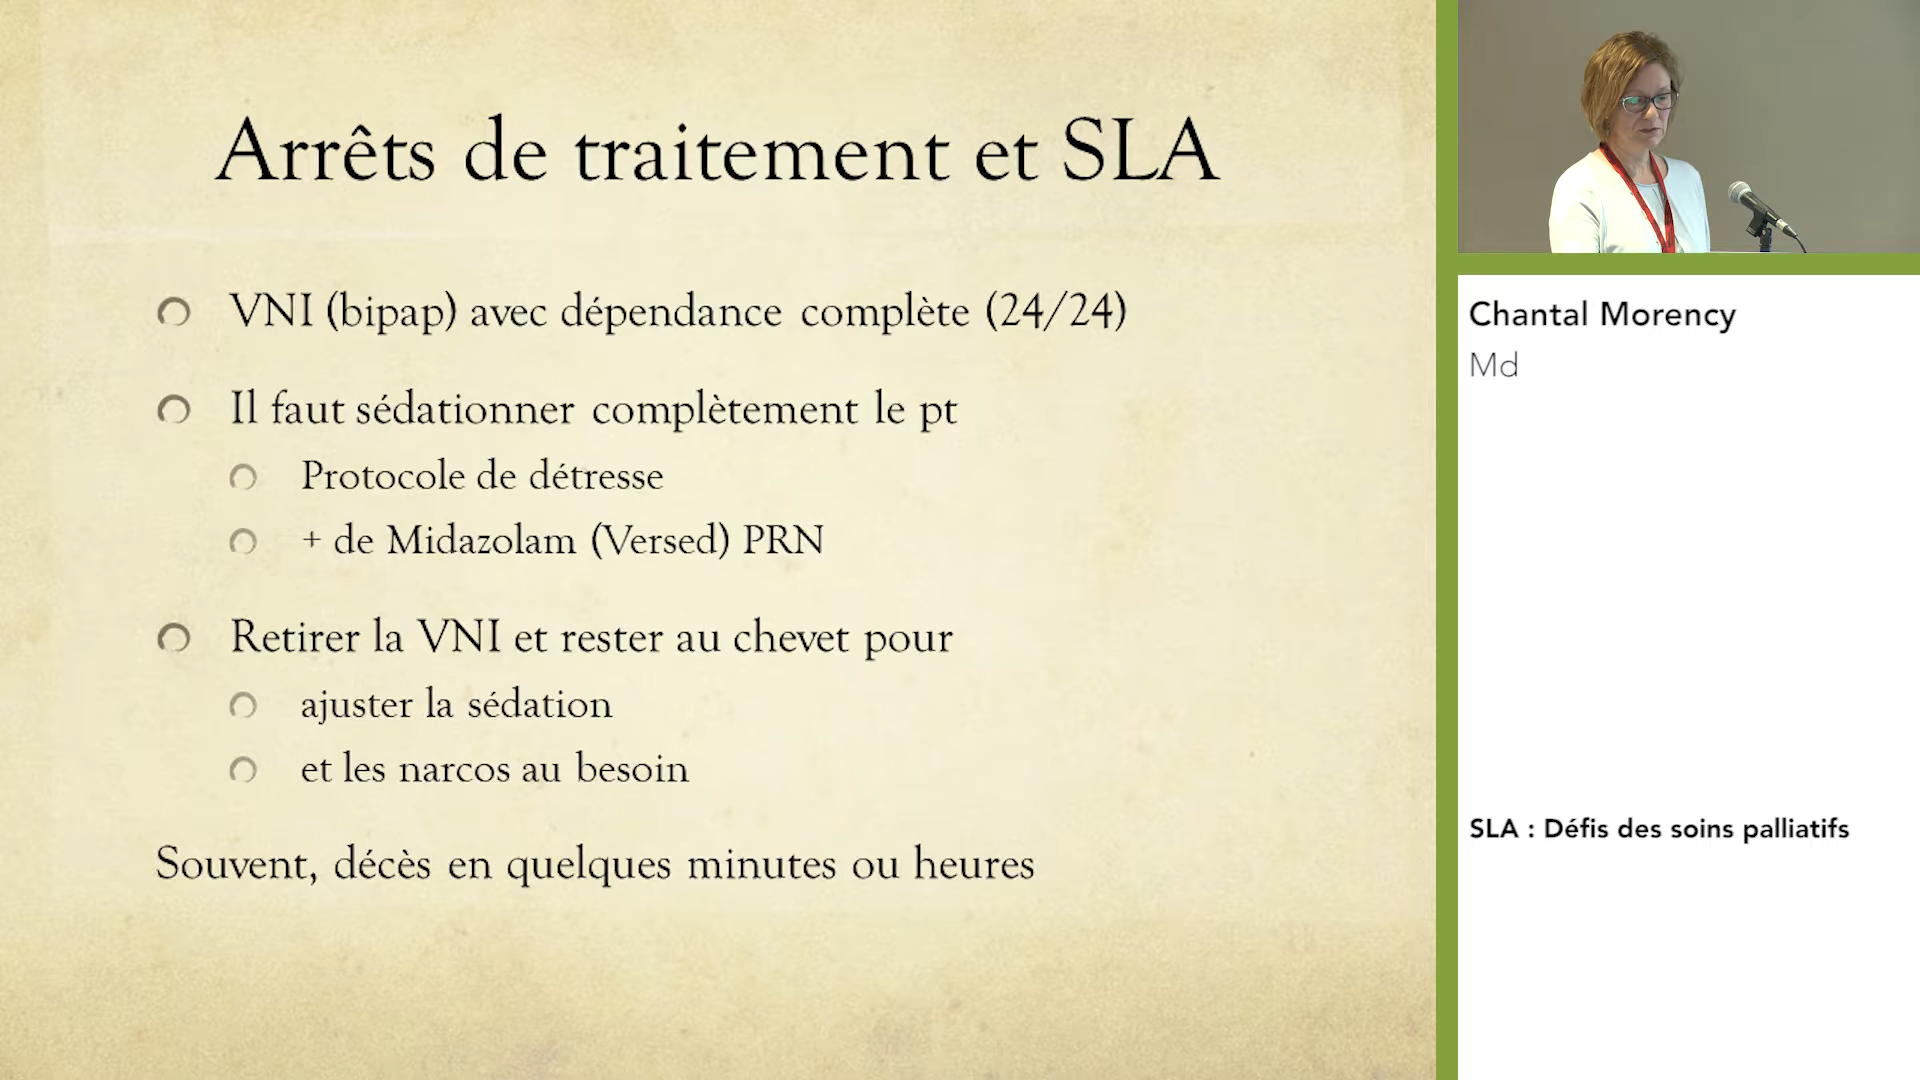 Arrêts de traitement et SLA
VNI (bipap) avec dépendance complète (24/24)
Il faut sédationner complètement le pt
Protocole de détresse
+ de Midazolam (Versed) PRN
Retirer la VNI et rester au chevet pour
ajuster la sédation
et les narcos au besoin
Souvent, décès en quelques minutes ou heures
Chantal Morency
Md
SLA : Défis des soins palliatifs